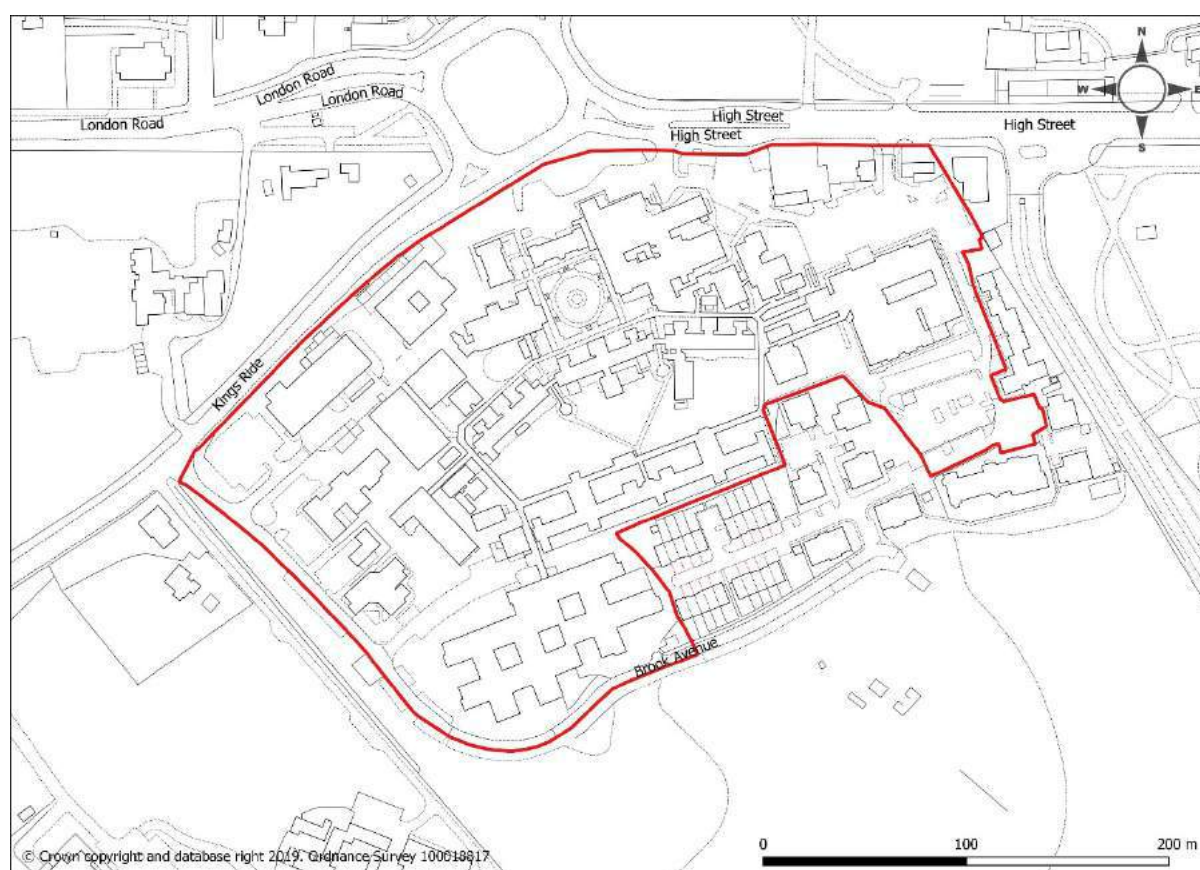 N
London Road
London Road
High Street
W
E
London Road
High Street
High Street
S
Kings Ride
Brook Avenue
0
100
200 m
© Crown copyright and database right 2019. Ordnance Survey 100018817